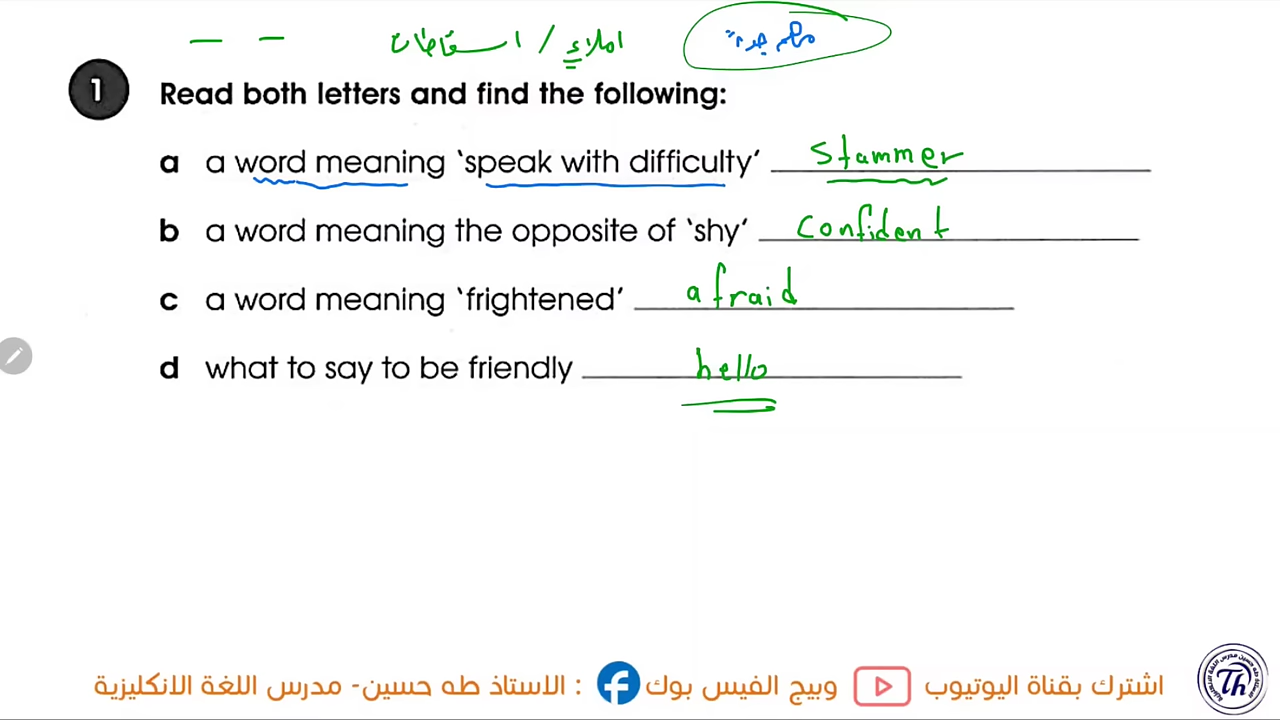 املاء / اشتقاقات مهم جدا
1 Read both letters and find the following:
a a word meaning ‘speak with difficulty’ stammer
b a word meaning the opposite of ‘shy’ confident
c a word meaning ‘frightened’ afraid
d what to say to be friendly hello
اشترك بقناة اليوتيوب وبيج الفيس بوك : الاستاذ طه حسين- مدرس اللغة الانكليزية
Th